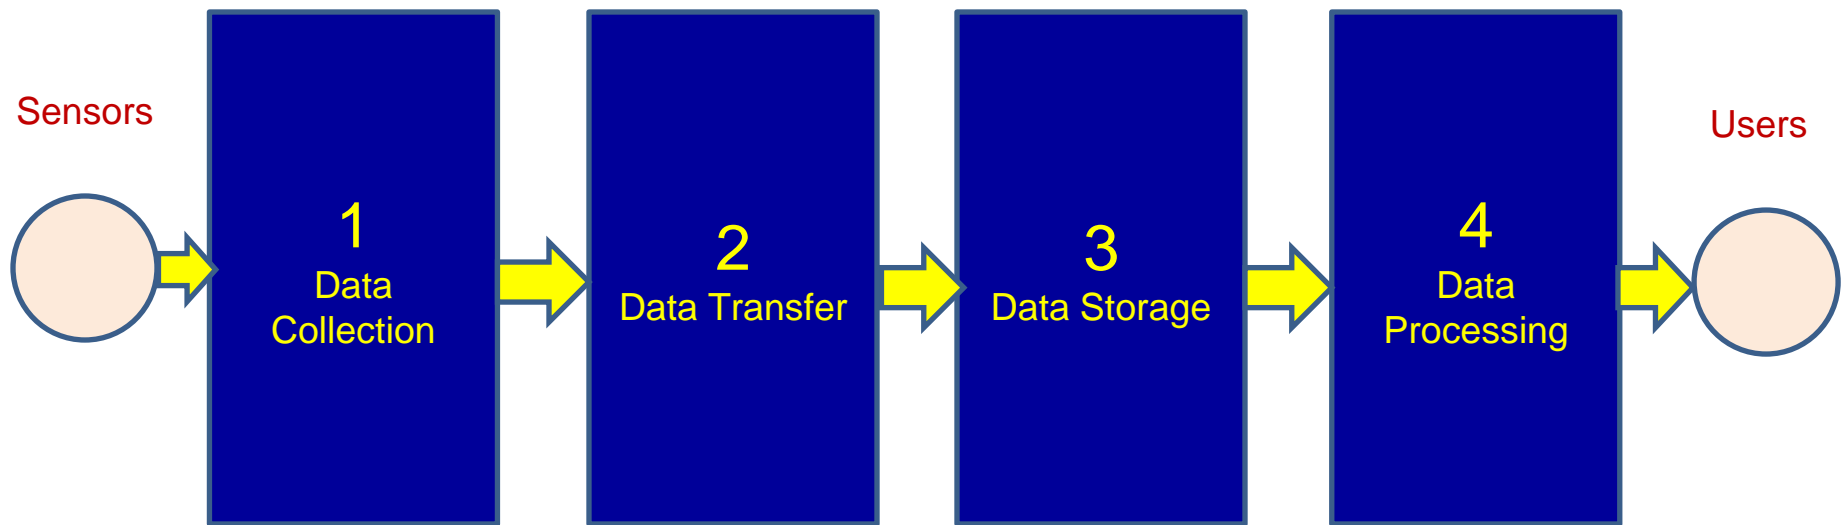 Sensors
1
Data
Collection
2
Data Transfer
3
Data Storage
4
Data
Processing
Users